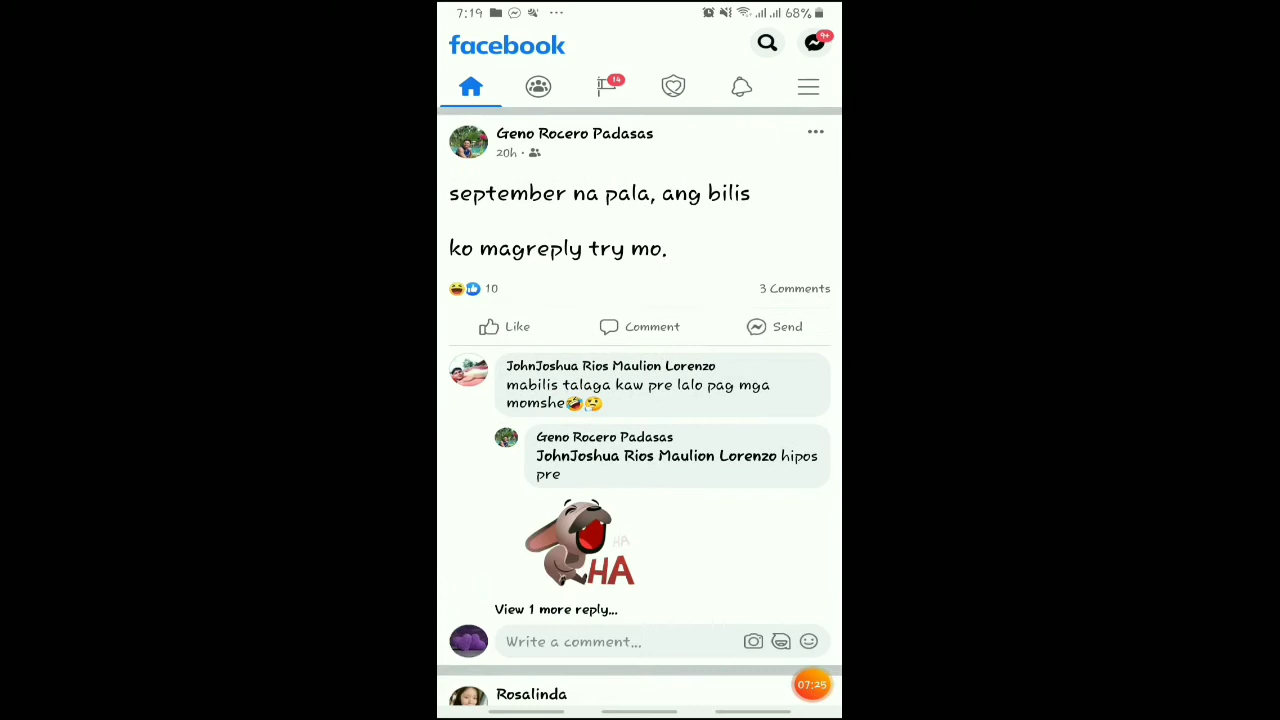 7:19 68%
facebook
9+
14
Geno Rocero Padasas
20h ·
september na pala, ang bilis
ko magreply try mo.
10 3 Comments
Like Comment Send
JohnJoshua Rios Maulion Lorenzo
mabilis talaga kaw pre lalo pag mga
momshe🤣🤔
Geno Rocero Padasas
JohnJoshua Rios Maulion Lorenzo hipos
pre
HA
HA
View 1 more reply...
Write a comment...
07:25
Rosalinda